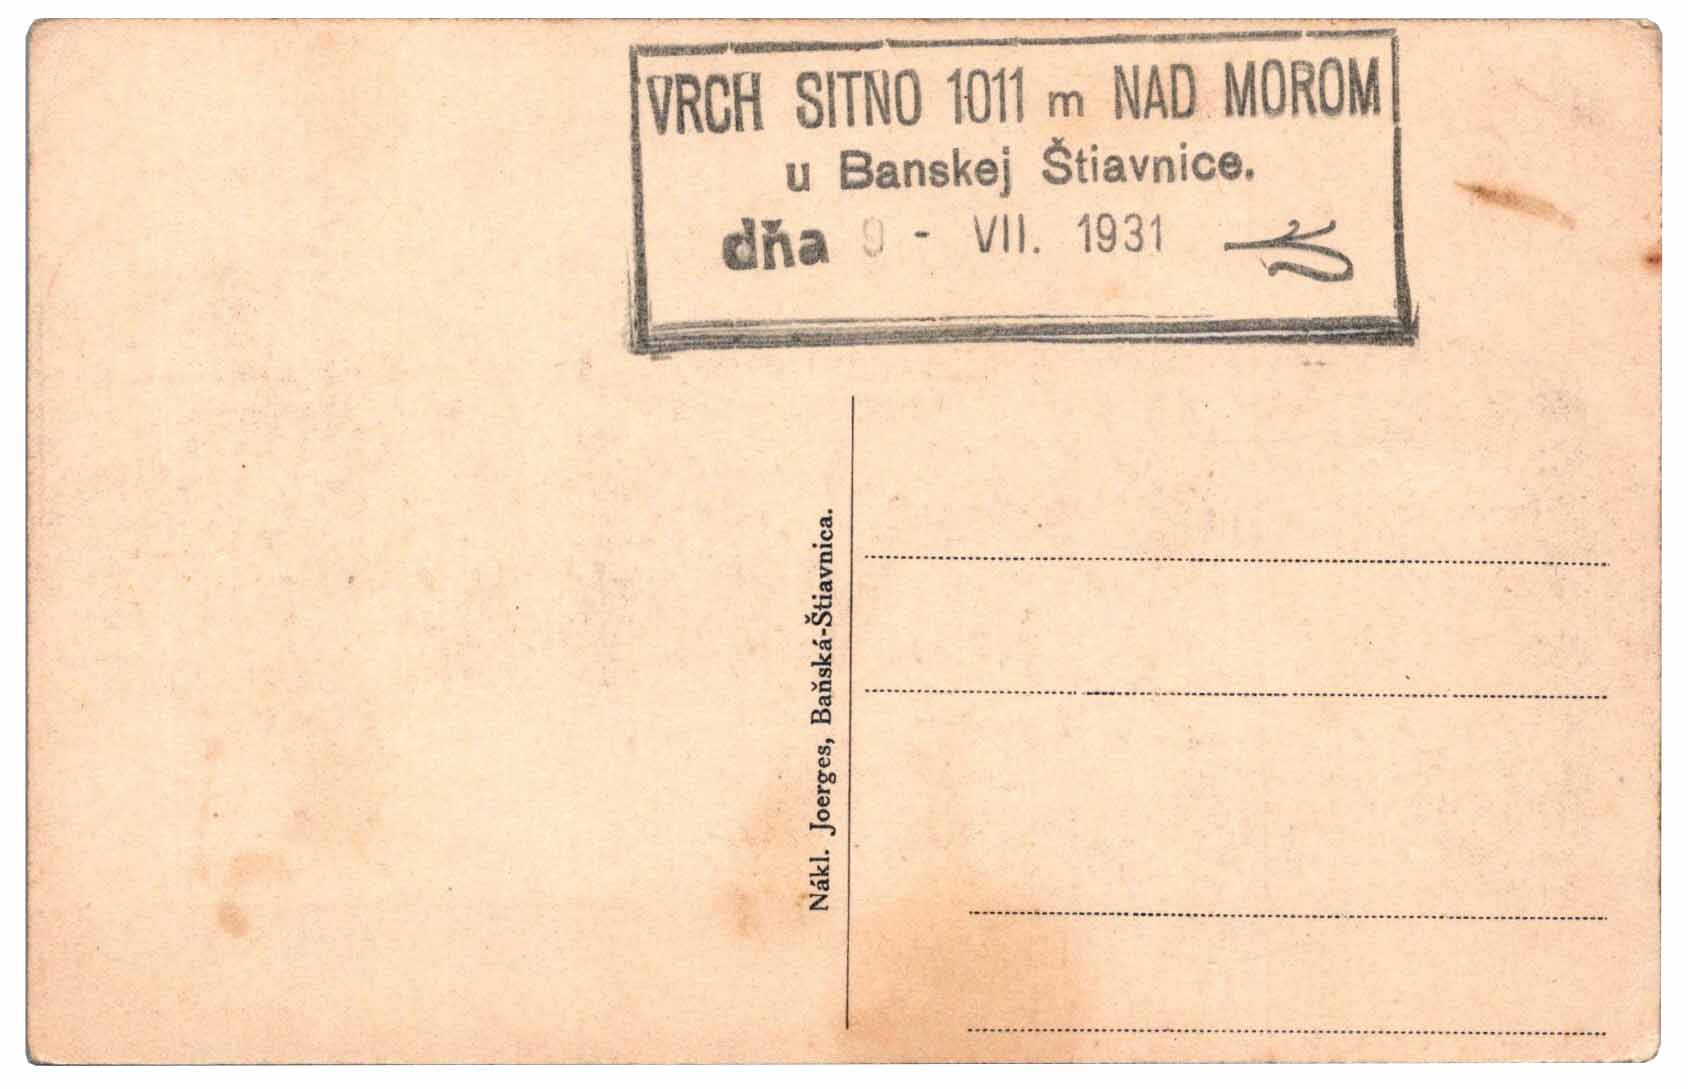 VRCH SITNO 1011 m NAD MOROM
u Banskej Štiavnice.
dňa 9 - VII. 1931
Nákl. Joerges, Baňská-Štiavnica.